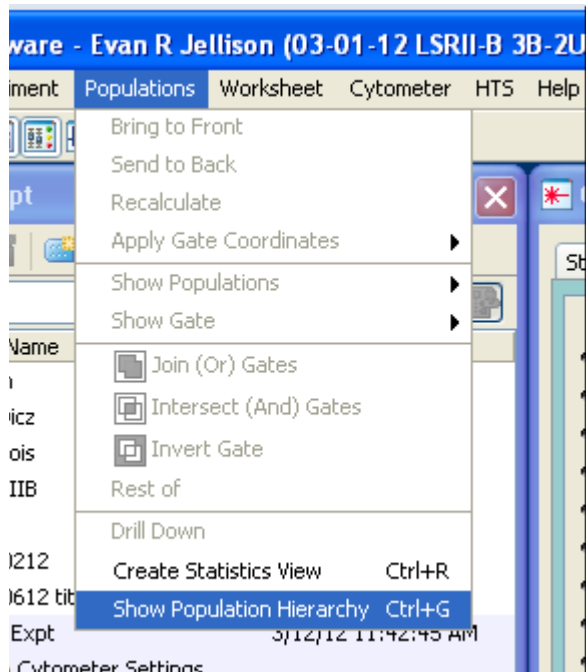 ware - Evan R Jellison (03-01-12 LSRII-B 3B-2U
iment Populations Worksheet Cytometer HTS Help
Bring to Front
Send to Back
pt Recalculate
Apply Gate Coordinates
St
Show Populations
Show Gate
Name
Join (Or) Gates
icz Intersect (And) Gates
ois Invert Gate
IIB Rest of
Drill Down
0212 Create Statistics View Ctrl+R
0612 tit Show Population Hierarchy Ctrl+G
Expt 3/12/12 11:42:45 AM
Cytometer Settings